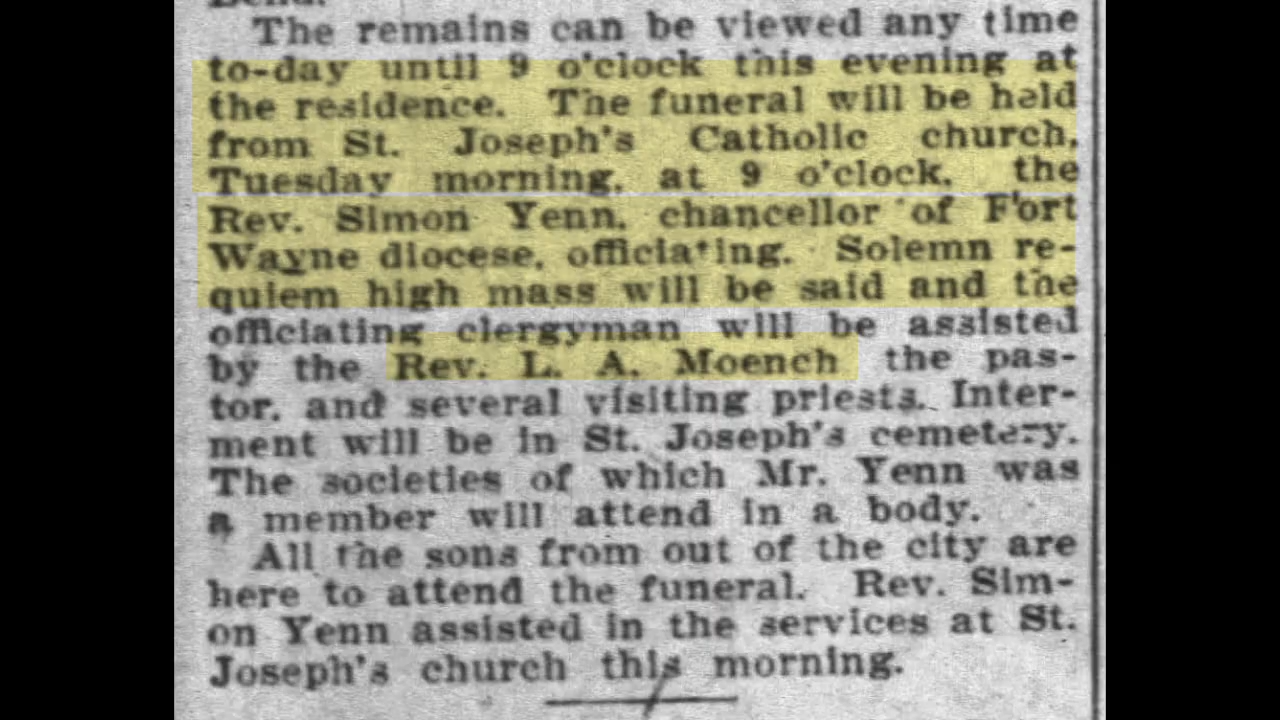 Bend.
The remains can be viewed any time
to-day until 9 o'clock this evening at
the residence. The funeral will be held
from St. Joseph's Catholic church,
Tuesday morning, at 9 o'clock, the
Rev. Simon Yenn, chancellor of Fort
Wayne diocese, officiating. Solemn re-
quiem high mass will be said and the
officiating clergyman will be assisted
by the Rev. L. A. Moench the pas-
tor, and several visiting priests. Inter-
ment will be in St. Joseph's cemetery.
The societies of which Mr. Yenn was
a member will attend in a body.
All the sons from out of the city are
here to attend the funeral. Rev. Sim-
on Yenn assisted in the services at St.
Joseph's church this morning.